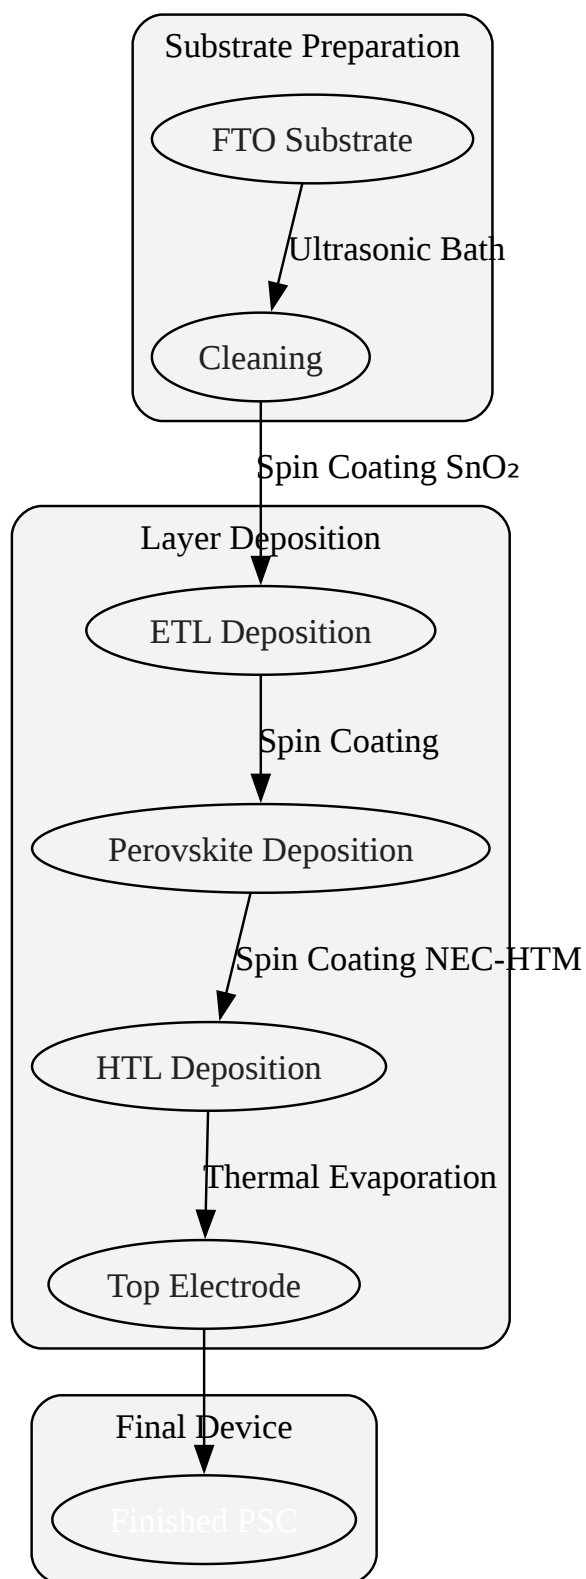 Substrate Preparation
FTO Substrate
Ultrasonic Bath
Cleaning
Spin Coating SnO₂
Layer Deposition
ETL Deposition
Spin Coating
Perovskite Deposition
Spin Coating NEC-HTM
HTL Deposition
Thermal Evaporation
Top Electrode
Final Device
Finished PSC